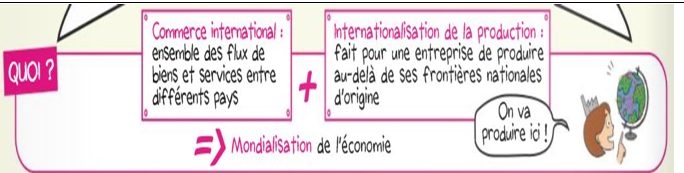 QUOI ?
Commerce international :
ensemble des flux de
biens et services entre
différents pays
+
Internationalisation de la production :
fait pour une entreprise de produire
au-delà de ses frontières nationales
d'origine
=> Mondialisation de l'économie
On va
produire ici !